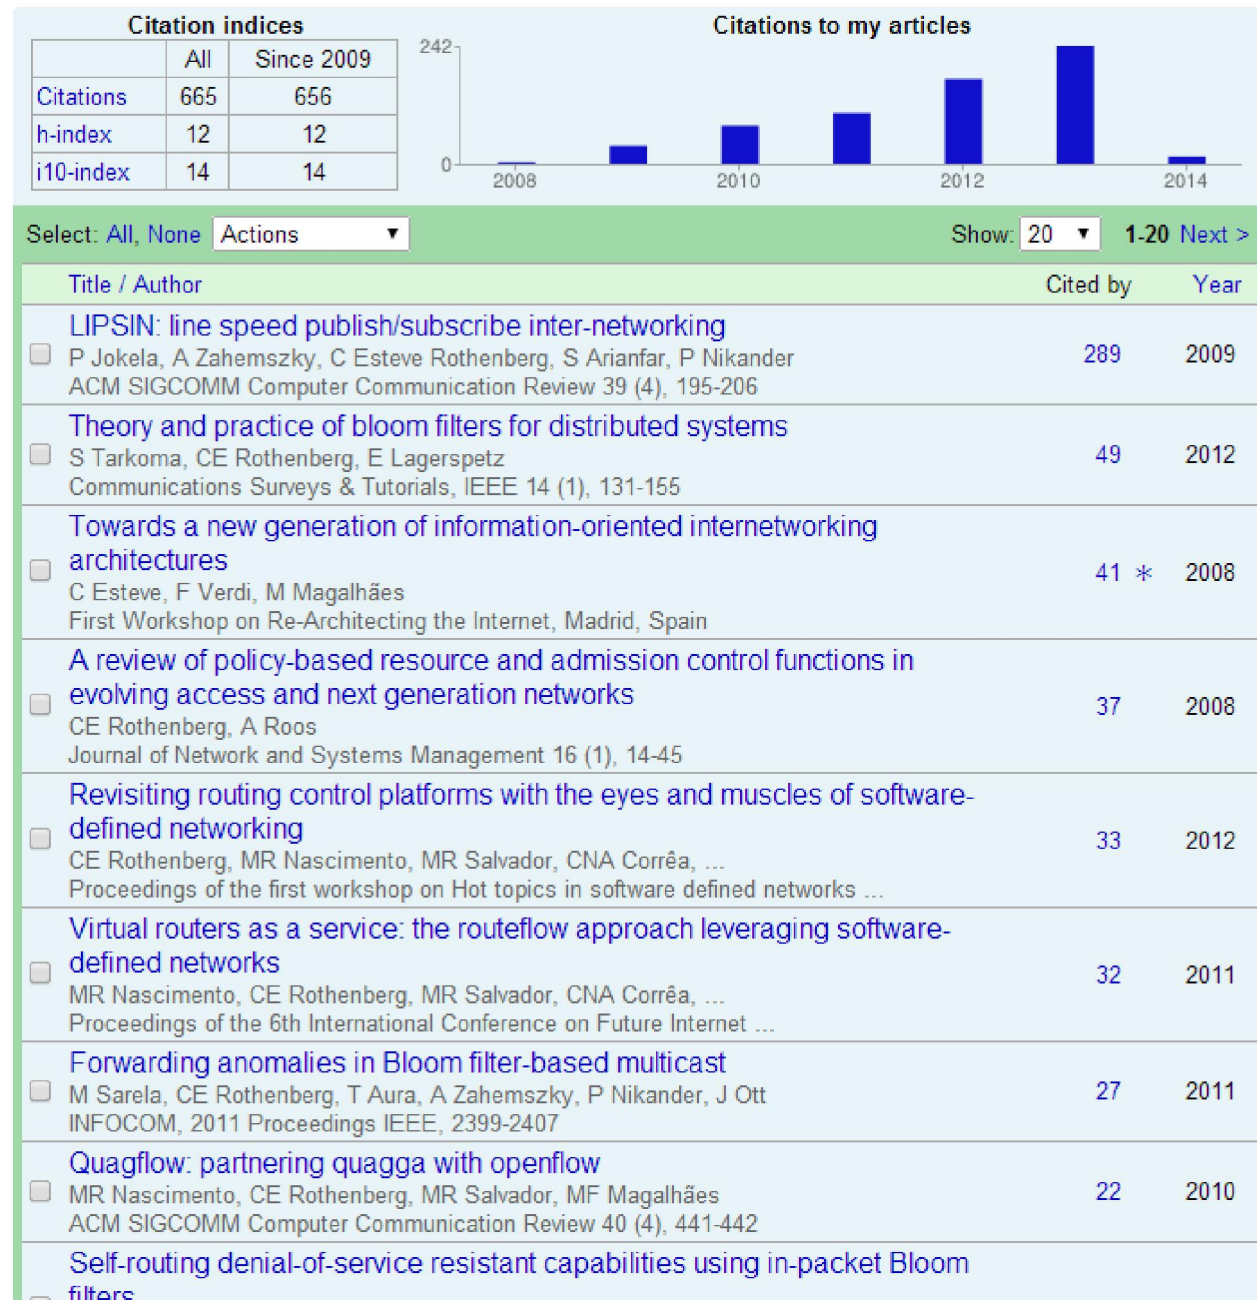 Citation indices
All Since 2009
Citations 665 656
h-index 12 12
i10-index 14 14
Citations to my articles
242
0
2008 2010 2012 2014
Select: All, None Actions ▼ Show: 20 ▼ 1-20 Next >
Title / Author Cited by Year
LIPSIN: line speed publish/subscribe inter-networking
P Jokela, A Zahemszky, C Esteve Rothenberg, S Arianfar, P Nikander
ACM SIGCOMM Computer Communication Review 39 (4), 195-206
289 2009
Theory and practice of bloom filters for distributed systems
S Tarkoma, CE Rothenberg, E Lagerspetz
Communications Surveys & Tutorials, IEEE 14 (1), 131-155
49 2012
Towards a new generation of information-oriented internetworking
architectures
C Esteve, F Verdi, M Magalhães
First Workshop on Re-Architecting the Internet, Madrid, Spain
41 * 2008
A review of policy-based resource and admission control functions in
evolving access and next generation networks
CE Rothenberg, A Roos
Journal of Network and Systems Management 16 (1), 14-45
37 2008
Revisiting routing control platforms with the eyes and muscles of software-
defined networking
CE Rothenberg, MR Nascimento, MR Salvador, CNA Corrêa, ...
Proceedings of the first workshop on Hot topics in software defined networks ...
33 2012
Virtual routers as a service: the routeflow approach leveraging software-
defined networks
MR Nascimento, CE Rothenberg, MR Salvador, CNA Corrêa, ...
Proceedings of the 6th International Conference on Future Internet ...
32 2011
Forwarding anomalies in Bloom filter-based multicast
M Sarela, CE Rothenberg, T Aura, A Zahemszky, P Nikander, J Ott
INFOCOM, 2011 Proceedings IEEE, 2399-2407
27 2011
Quagflow: partnering quagga with openflow
MR Nascimento, CE Rothenberg, MR Salvador, MF Magalhães
ACM SIGCOMM Computer Communication Review 40 (4), 441-442
22 2010
Self-routing denial-of-service resistant capabilities using in-packet Bloom
filters